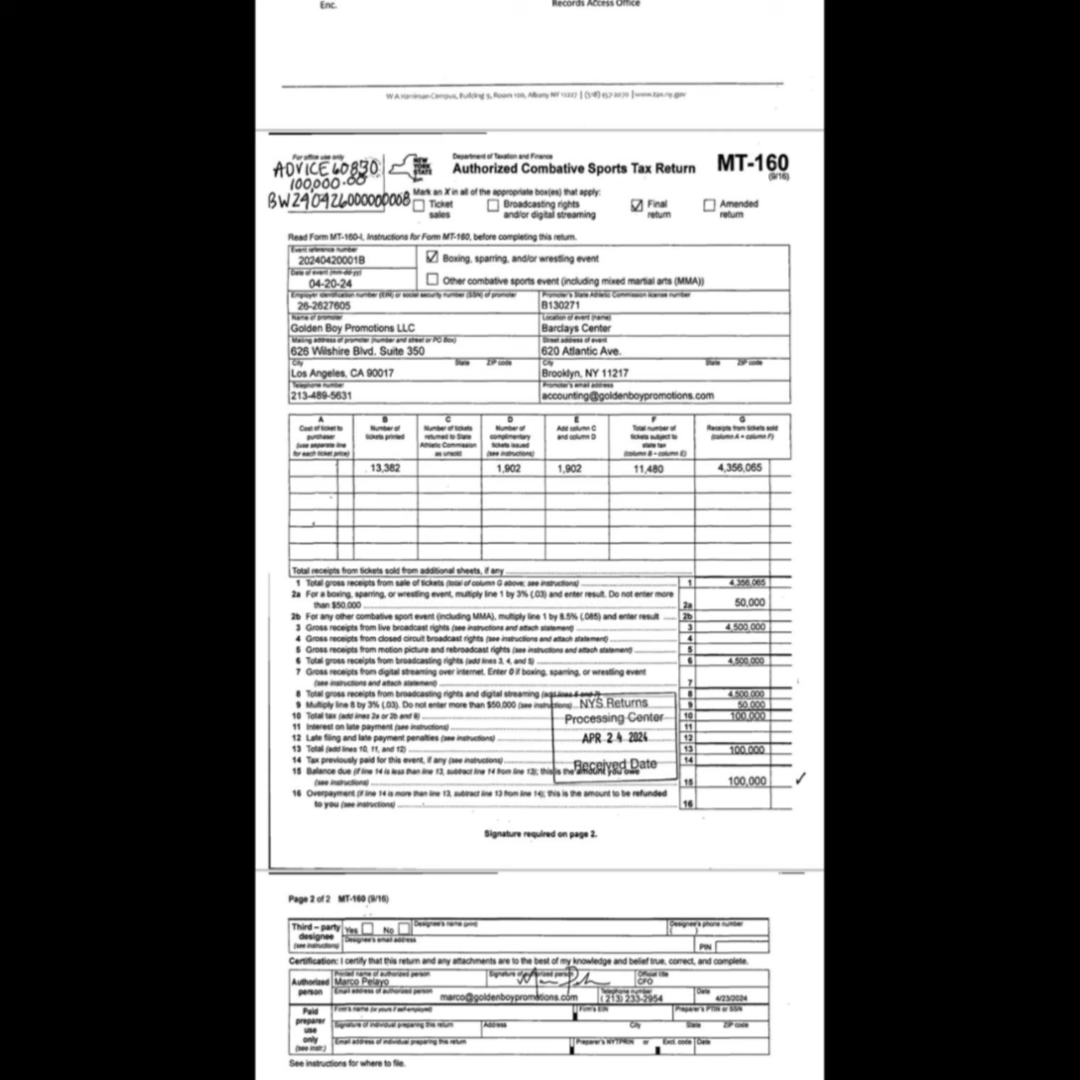 Enc.
Records Access Office
W A Harriman Campus, Building 9, Room 100, Albany NY 12227 | (518) 457-2070 | www.tax.ny.gov
For office use only
ADVICE 60830
100,000.00
BW240426000000008
NEW YORK STATE
Department of Taxation and Finance
Authorized Combative Sports Tax Return
MT-160
(9/16)
Mark an X in all of the appropriate box(es) that apply:
Ticket sales
Broadcasting rights and/or digital streaming
Final return
Amended return
Read Form MT-160-I, Instructions for Form MT-160, before completing this return.
Event reference number
20240420001B
Boxing, sparring, and/or wrestling event
Date of event (mm-dd-yy)
04-20-24
Other combative sports event (including mixed martial arts (MMA))
Employer identification number (EIN) or social security number (SSN) of promoter
Promoter's State Athletic Commission license number
26-2627605
B130271
Name of promoter
Location of event (name)
Golden Boy Promotions LLC
Barclays Center
Mailing address of promoter (number and street or PO Box)
Street address of event
626 Wilshire Blvd. Suite 350
620 Atlantic Ave.
City State ZIP code
City State ZIP code
Los Angeles, CA 90017
Brooklyn, NY 11217
Telephone number
Promoter's email address
213-489-5631
accounting@goldenboypromotions.com
A B C D E F G
Cost of ticket to purchaser (use separate line for each ticket price)
Number of tickets printed
Number of tickets returned to State Athletic Commission as unsold
Number of complimentary tickets issued (see instructions)
Add column C and column D
Total number of tickets subject to state tax (column B - column E)
Receipts from tickets sold (column A × column F)
13,382 1,902 1,902 11,480 4,356,065
Total receipts from tickets sold from additional sheets, if any
1 Total gross receipts from sale of tickets (total of column G above; see instructions) 1 4,356,065
2a For a boxing, sparring, or wrestling event, multiply line 1 by 3% (.03) and enter result. Do not enter more
than $50,000 2a 50,000
2b For any other combative sport event (including MMA), multiply line 1 by 8.5% (.085) and enter result 2b
3 Gross receipts from live broadcast rights (see instructions and attach statement) 3 4,500,000
4 Gross receipts from closed circuit broadcast rights (see instructions and attach statement) 4
5 Gross receipts from motion picture and rebroadcast rights (see instructions and attach statement) 5
6 Total gross receipts from broadcasting rights (add lines 3, 4, and 5) 6 4,500,000
7 Gross receipts from digital streaming over internet. Enter 0 if boxing, sparring, or wrestling event
(see instructions and attach statement) 7
8 Total gross receipts from broadcasting rights and digital streaming (add lines 6 and 7) 8 4,500,000
9 Multiply line 8 by 3% (.03). Do not enter more than $50,000 (see instructions) 9 50,000
10 Total tax (add lines 2a or 2b and 9) 10 100,000
11 Interest on late payment (see instructions) 11
12 Late filing and late payment penalties (see instructions) 12
13 Total (add lines 10, 11, and 12) 13 100,000
14 Tax previously paid for this event, if any (see instructions) 14
15 Balance due (if line 14 is less than line 13, subtract line 14 from line 13); this is the amount you owe
(see instructions) 15 100,000
16 Overpayment (if line 14 is more than line 13, subtract line 13 from line 14); this is the amount to be refunded
to you (see instructions) 16
NYS Returns
Processing Center
APR 24 2024
Received Date
Signature required on page 2.
Page 2 of 2 MT-160 (9/16)
Third – party designee (see instructions)
Yes No
Designee's name (print)
Designee's phone number
( )
Designee's email address
PIN
Certification: I certify that this return and any attachments are to the best of my knowledge and belief true, correct, and complete.
Authorized person
Printed name of authorized person
Marco Pelayo
Signature of authorized person
Official title
CFO
Email address of authorized person
marco@goldenboypromotions.com
Telephone number
(213) 233-2954
Date
4/23/2024
Paid preparer use only (see instr.)
Firm's name (or yours if self-employed)
Firm's EIN
Preparer's PTIN or SSN
Signature of individual preparing this return
Address City State ZIP code
Email address of individual preparing this return
Preparer's NYTPRIN or Excl. code Date
See instructions for where to file.